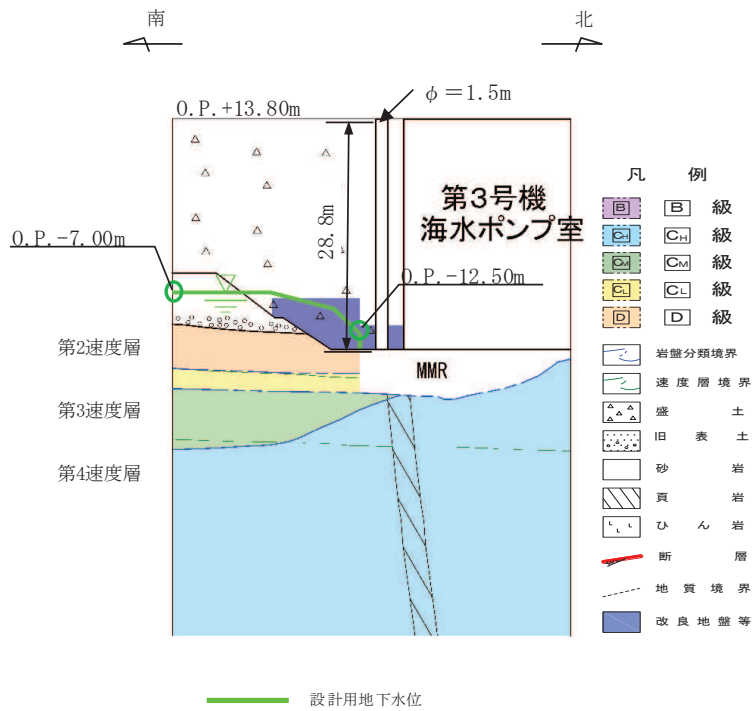 南
北
φ＝1.5m
O.P.+13.80m
28.8m
第3号機
海水ポンプ室
O.P.-7.00m
O.P.-12.50m
第2速度層
MMR
第3速度層
第4速度層
凡 例
B B 級
CH CH 級
CM CM 級
CL CL 級
D D 級
岩盤分類境界
速度層境界
盛 土
旧 表 土
砂 岩
頁 岩
ひ ん 岩
断 層
地 質 境 界
改 良 地 盤 等
設計用地下水位